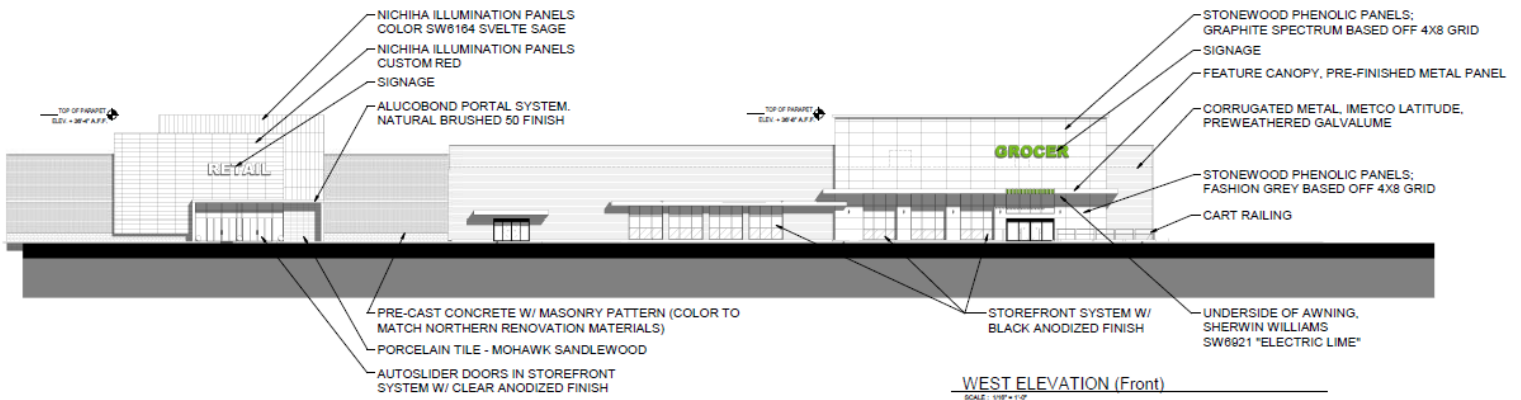 NICHIHA ILLUMINATION PANELS
COLOR SW6164 SVELTE SAGE
NICHIHA ILLUMINATION PANELS
CUSTOM RED
SIGNAGE
ALUCOBOND PORTAL SYSTEM.
NATURAL BRUSHED 50 FINISH
TOP OF PARAPET
TOP OF PARAPET
STONEWOOD PHENOLIC PANELS;
GRAPHITE SPECTRUM BASED OFF 4X8 GRID
SIGNAGE
FEATURE CANOPY, PRE-FINISHED METAL PANEL
CORRUGATED METAL, IMETCO LATITUDE,
PREWEATHERED GALVALUME
STONEWOOD PHENOLIC PANELS;
FASHION GREY BASED OFF 4X8 GRID
CART RAILING
RETAIL
GROCER
PRE-CAST CONCRETE W/ MASONRY PATTERN (COLOR TO
MATCH NORTHERN RENOVATION MATERIALS)
PORCELAIN TILE - MOHAWK SANDLEWOOD
AUTOSLIDER DOORS IN STOREFRONT
SYSTEM W/ CLEAR ANODIZED FINISH
STOREFRONT SYSTEM W/
BLACK ANODIZED FINISH
UNDERSIDE OF AWNING,
SHERWIN WILLIAMS
SW6921 "ELECTRIC LIME"
WEST ELEVATION (Front)
SCALE : 1/16" = 1'-0"